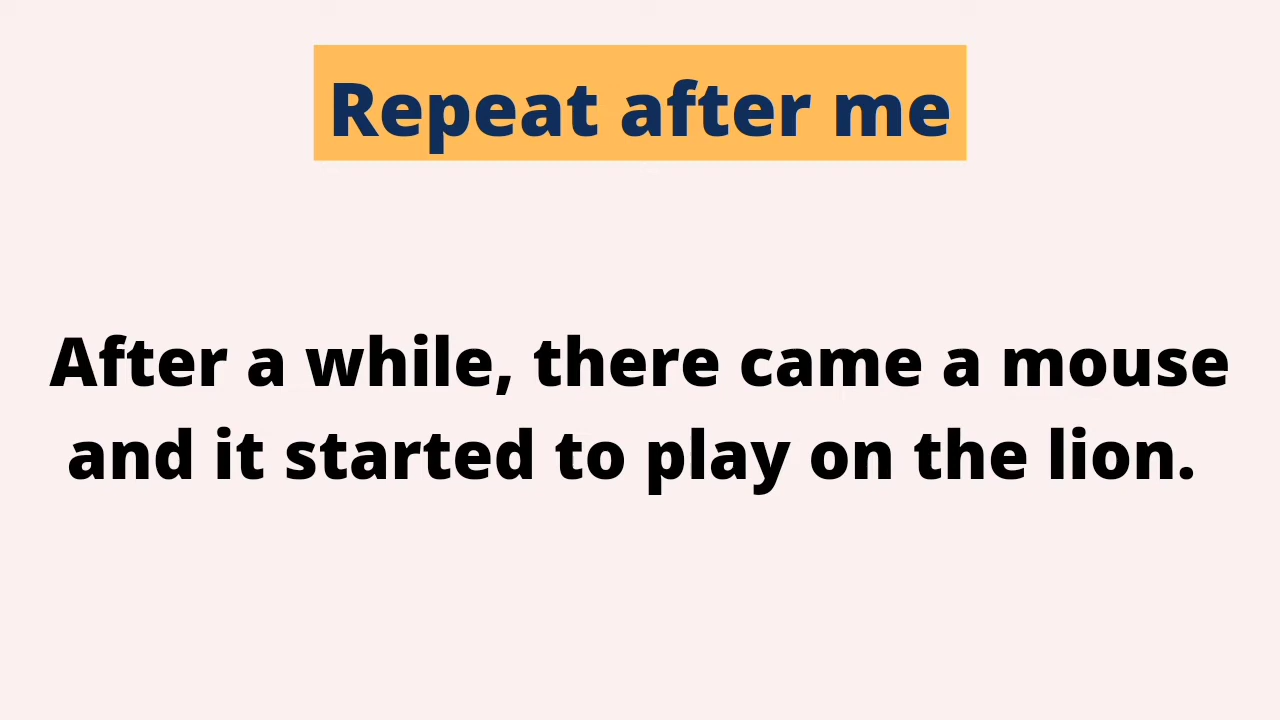 Repeat after me
After a while, there came a mouse
and it started to play on the lion.